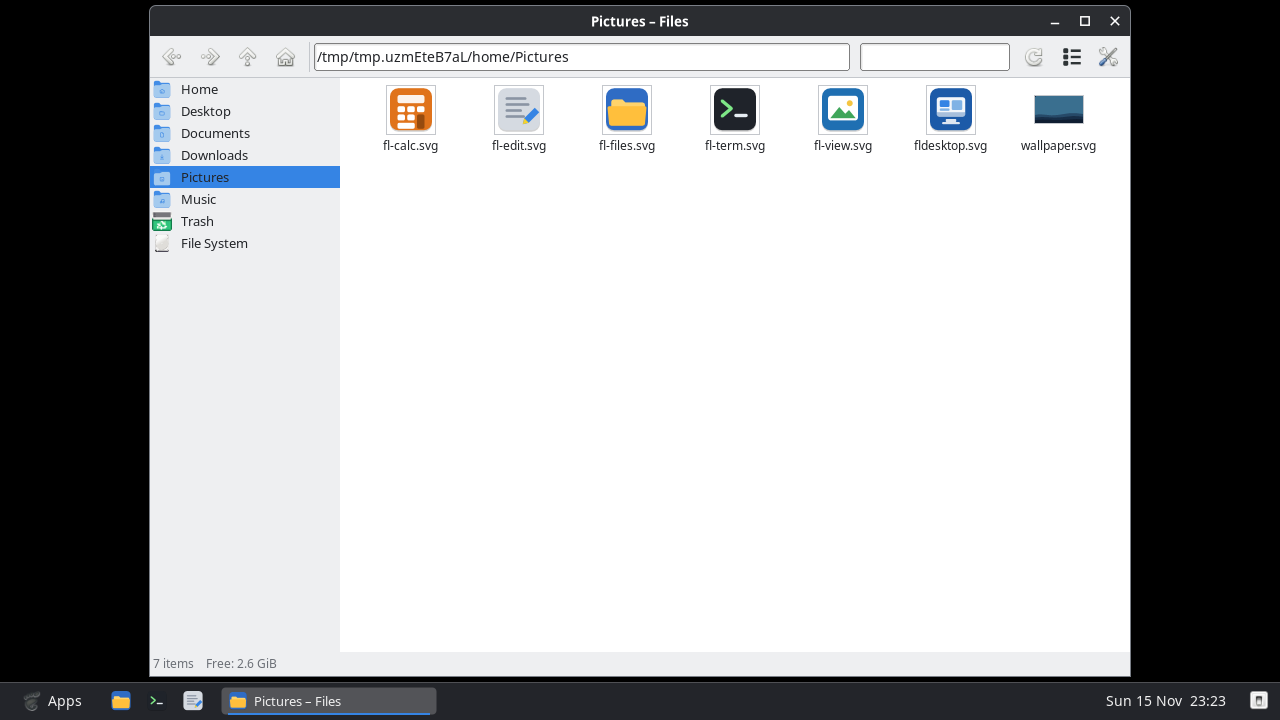 Pictures – Files
/tmp/tmp.uzmEteB7aL/home/Pictures
Home
Desktop
Documents
Downloads
Pictures
Music
Trash
File System
fl-calc.svg
fl-edit.svg
fl-files.svg
fl-term.svg
fl-view.svg
fldesktop.svg
wallpaper.svg
7 items Free: 2.6 GiB
Apps
Pictures – Files
Sun 15 Nov 23:23